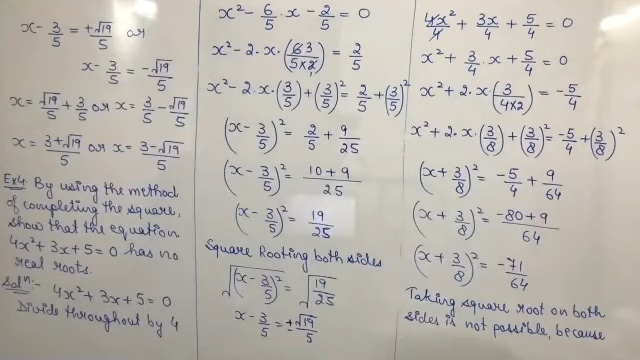 x - 3/5 = +√19/5 or
x - 3/5 = -√19/5
x = √19/5 + 3/5 or x = 3/5 - √19/5
x = 3+√19/5 or x = 3-√19/5
Ex4. By using the method
of completing the square,
show that the equation
4x² + 3x + 5 = 0 has no
real roots.
Solⁿ:- 4x² + 3x + 5 = 0
Divide throughout by 4
x² - 6/5 . x - 2/5 = 0
x² - 2. x . (6 3/5×2) = 2/5
x² - 2. x . (3/5) + (3/5)² = 2/5 + (3/5)²
(x - 3/5)² = 2/5 + 9/25
(x - 3/5)² = 10+9/25
(x - 3/5)² = 19/25
Square Rooting both sides
√(x - 3/5)² = √19/25
x - 3/5 = ±√19/5
4x²/4 + 3x/4 + 5/4 = 0
x² + 3/4 . x + 5/4 = 0
x² + 2. x (3/4×2) = -5/4
x² + 2. x . (3/8) + (3/8)² = -5/4 + (3/8)²
(x + 3/8)² = -5/4 + 9/64
(x + 3/8)² = -80+9/64
(x + 3/8)² = -71/64
Taking square root on both
sides is not possible, because